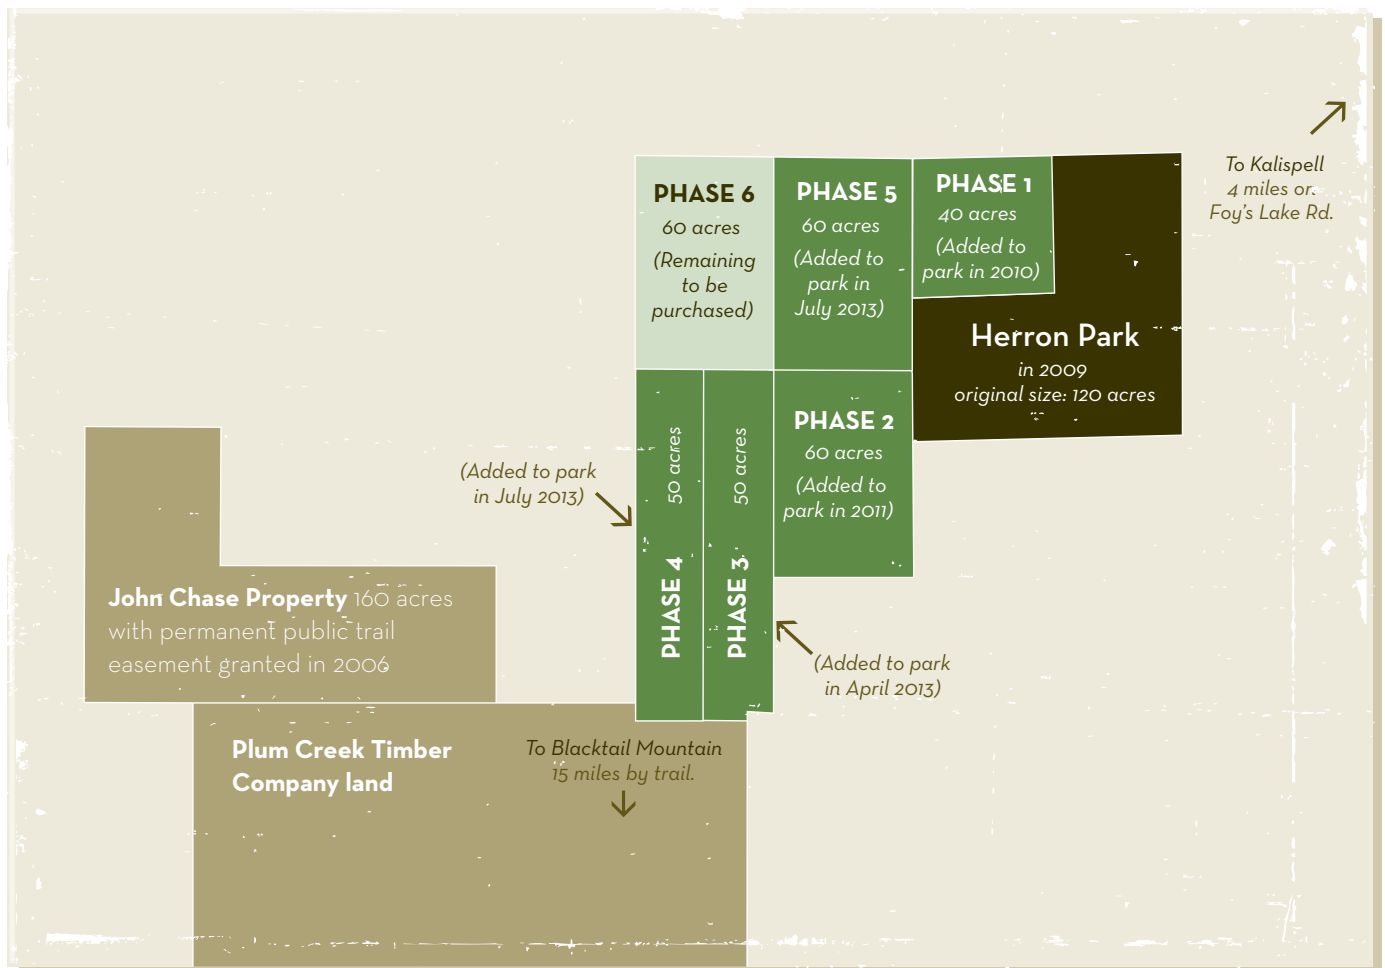 To Kalispell
4 miles on
Foy's Lake Rd.
PHASE 6
60 acres
(Remaining
to be
purchased)
PHASE 5
60 acres
(Added to
park in
July 2013)
PHASE 1
40 acres
(Added to
park in 2010)
Herron Park
in 2009
original size: 120 acres
PHASE 2
60 acres
(Added to
park in 2011)
(Added to park
in July 2013)
PHASE 4 50 acres
PHASE 3 50 acres
(Added to park
in April 2013)
John Chase Property 160 acres
with permanent public trail
easement granted in 2006
Plum Creek Timber
Company land
To Blacktail Mountain
15 miles by trail.